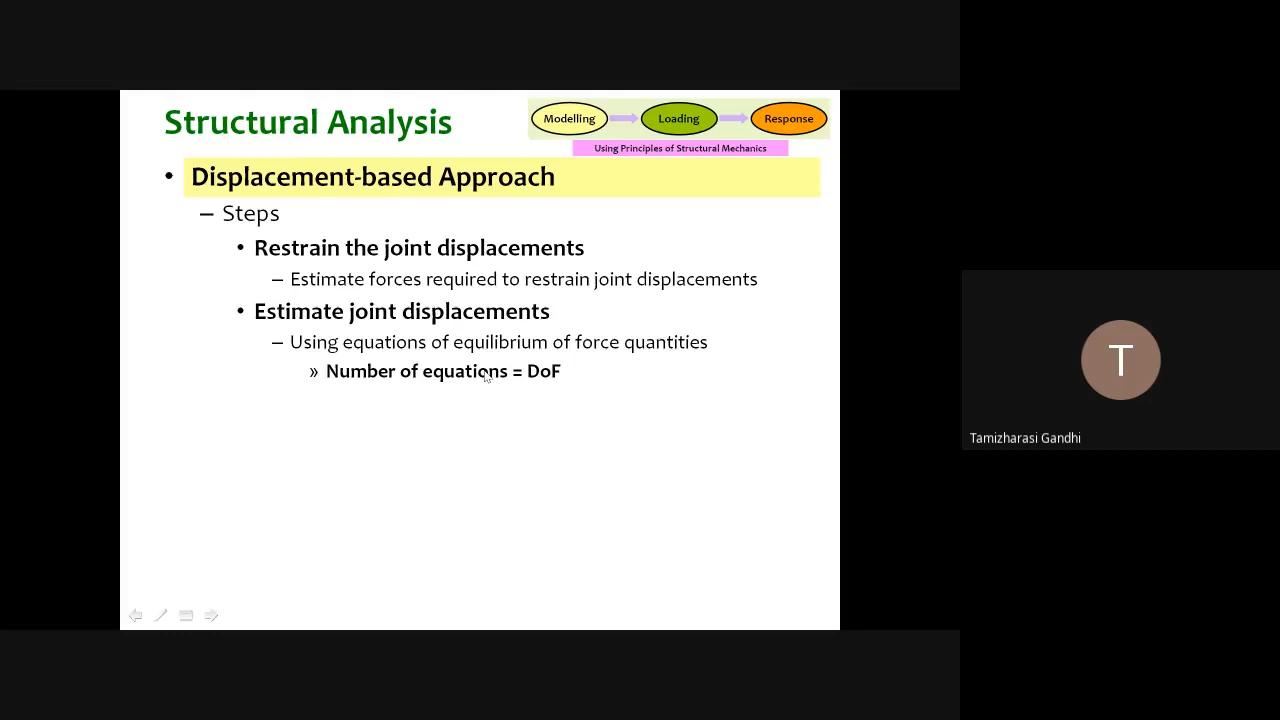 Structural Analysis
Modelling
Loading
Response
Using Principles of Structural Mechanics
• Displacement-based Approach
– Steps
• Restrain the joint displacements
– Estimate forces required to restrain joint displacements
• Estimate joint displacements
– Using equations of equilibrium of force quantities
» Number of equations = DoF
T
Tamizharasi Gandhi